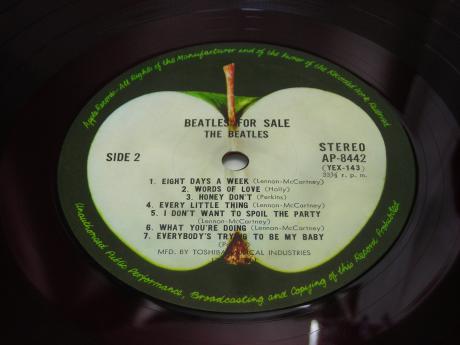 Apple Records · All Rights of the Manufacturer and of the Owner of the Recorded Work Reserved
BEATLES FOR SALE
THE BEATLES
SIDE 2
STEREO
AP-8442
(YEX-143)
33⅓ r. p. m.
1. EIGHT DAYS A WEEK (Lennon-McCartney)
2. WORDS OF LOVE (Holly)
3. HONEY DON'T (Perkins)
4. EVERY LITTLE THING (Lennon-McCartney)
5. I DON'T WANT TO SPOIL THE PARTY
(Lennon-McCartney)
6. WHAT YOU'RE DOING (Lennon-McCartney)
7. EVERYBODY'S TRYING TO BE MY BABY
MFD. BY TOSHIBA MUSICAL INDUSTRIES
Unauthorised Public Performance, Broadcasting and Copying of this Record Prohibited